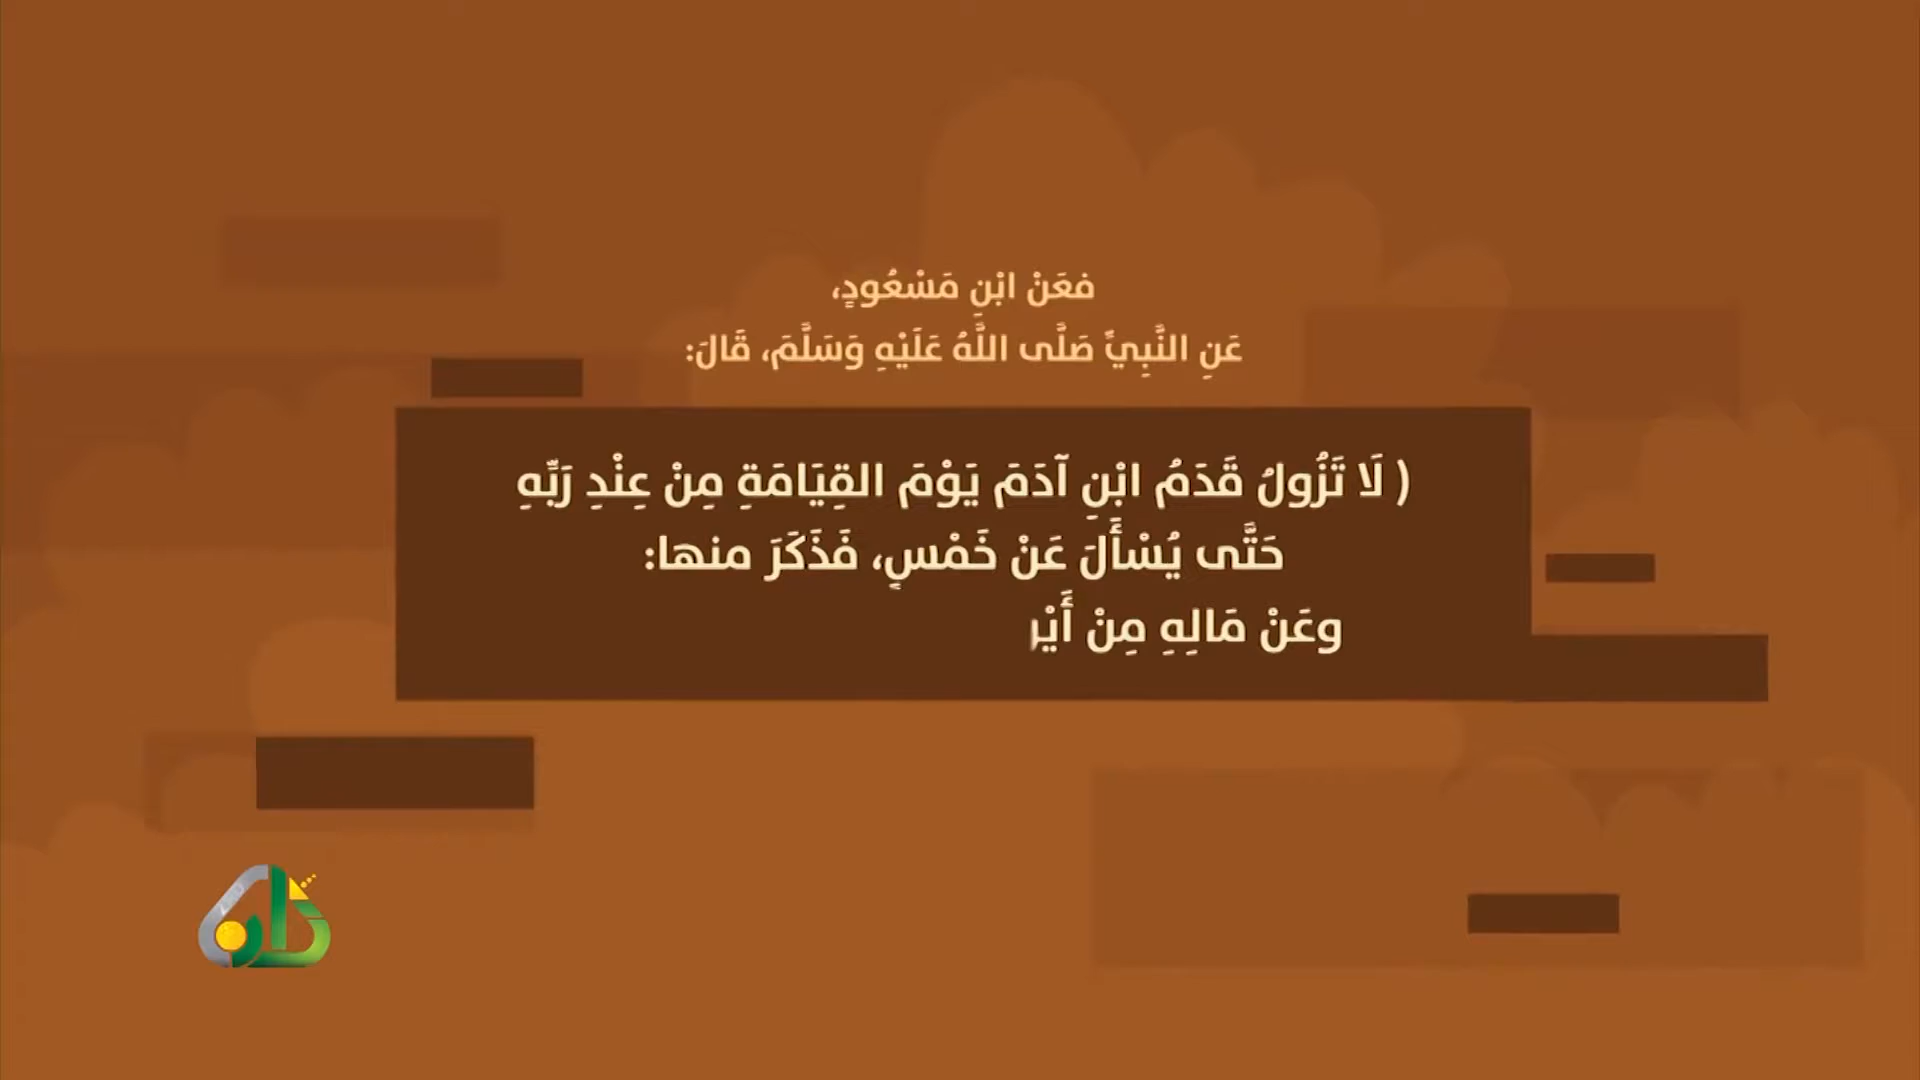 فعَنْ ابْنِ مَسْعُودٍ،
عَنِ النَّبِيِّ صَلَّى اللَّهُ عَلَيْهِ وَسَلَّمَ، قَالَ:
( لَا تَزُولُ قَدَمُ ابْنِ آدَمَ يَوْمَ القِيَامَةِ مِنْ عِنْدِ رَبِّهِ
حَتَّى يُسْأَلَ عَنْ خَمْسٍ، فَذَكَرَ منها:
وعَنْ مَالِهِ مِنْ